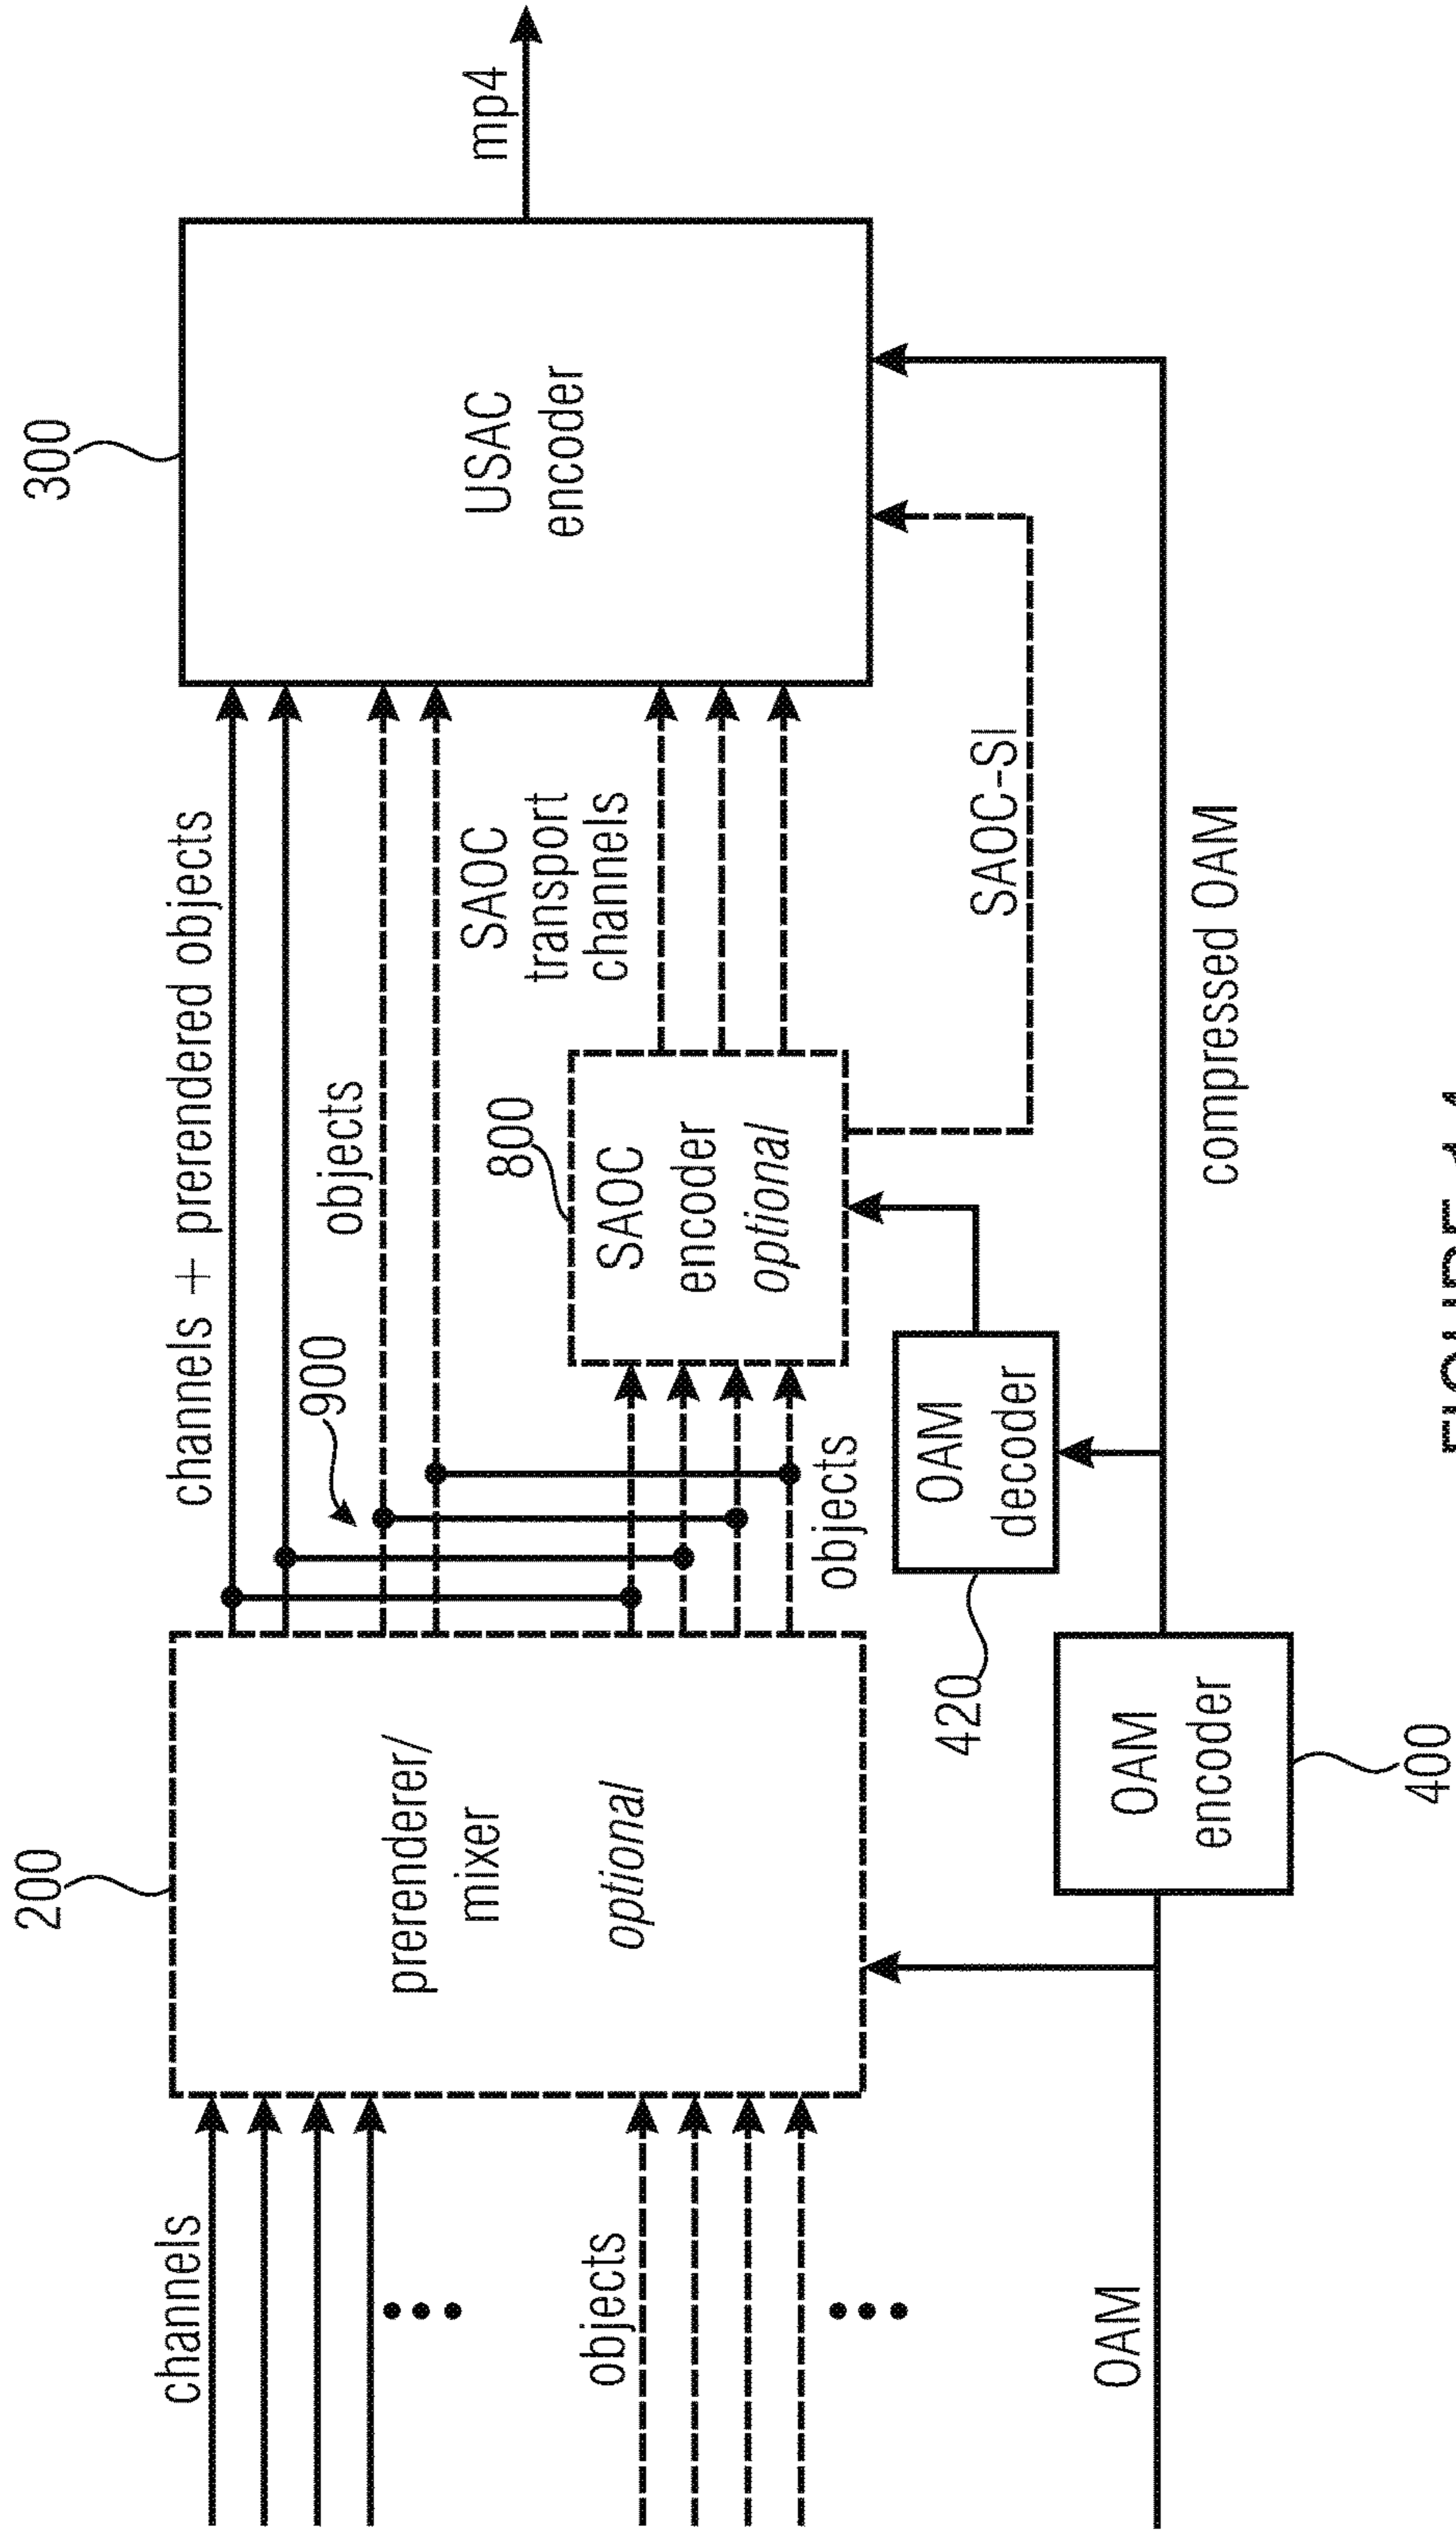 200
300
channels
channels + prerendered objects
objects
900
prerenderer/
mixer
optional
objects
objects
800
SAOC
encoder
optional
SAOC
transport
channels
USAC
encoder
mp4
SAOC-SI
420
OAM
decoder
OAM
OAM
encoder
400
compressed OAM
FIGURE